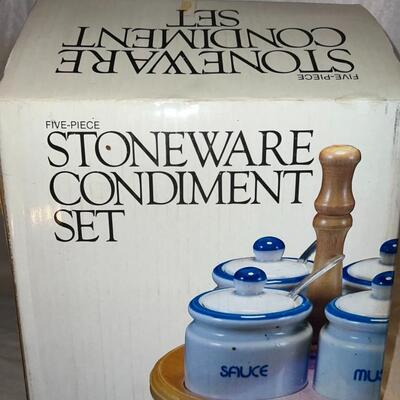 FIVE-PIECE
STONEWARE
CONDIMENT
SET
FIVE-PIECE
STONEWARE
CONDIMENT
SET
SAUCE
MUS